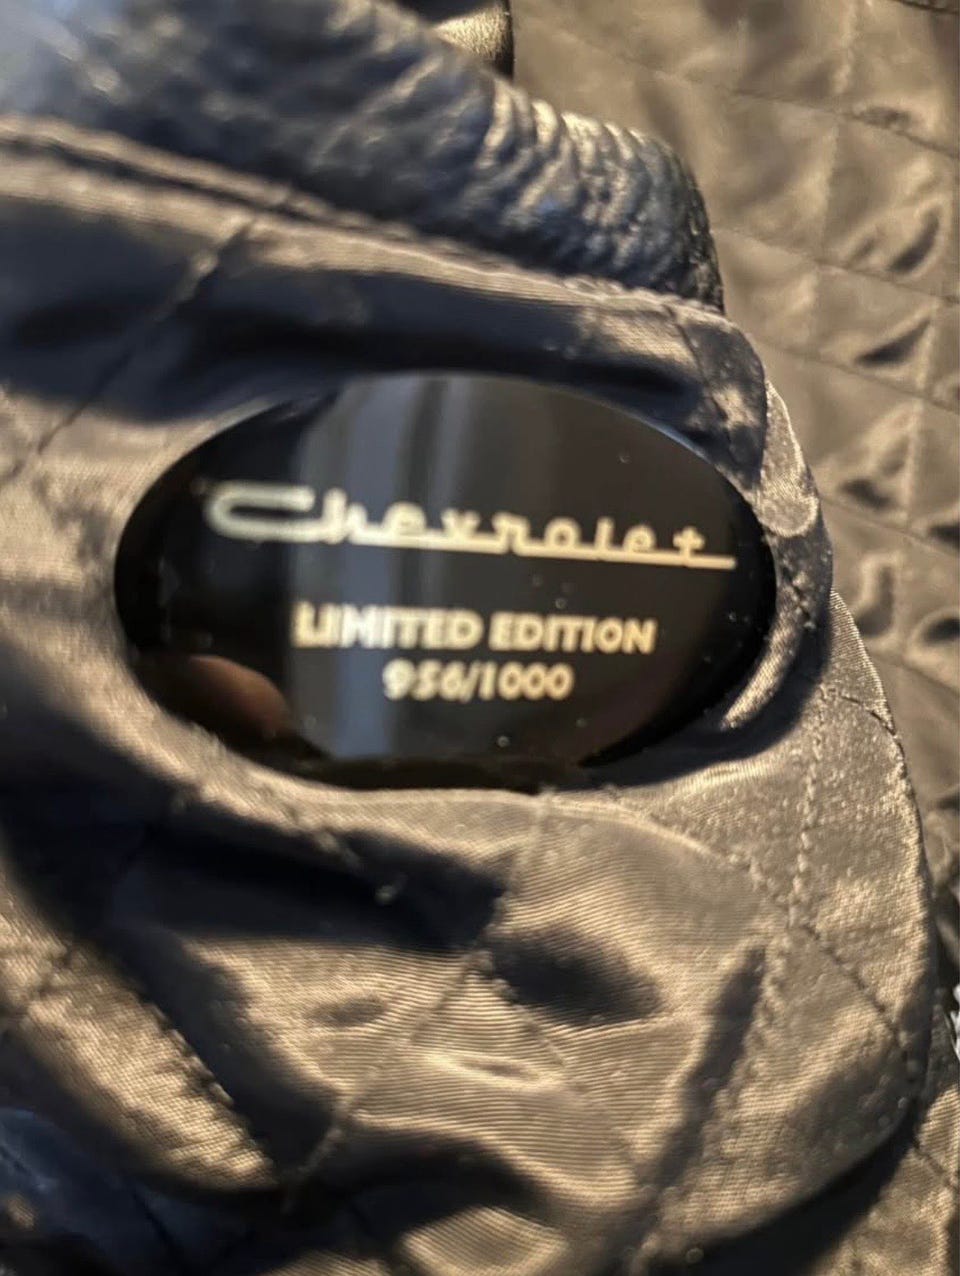 Chevrolet
LIMITED EDITION
956/1000